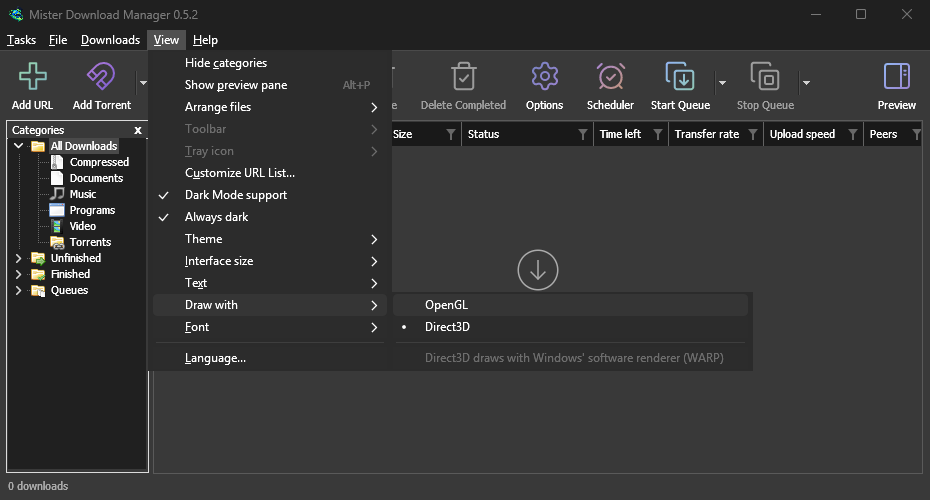 Mister Download Manager 0.5.2
Tasks File Downloads View Help
Add URL
Add Torrent
Delete Completed
Options
Scheduler
Start Queue
Stop Queue
Preview
Hide categories
Show preview pane Alt+P
Arrange files
Toolbar
Tray icon
Customize URL List...
Dark Mode support
Always dark
Theme
Interface size
Text
Draw with
Font
Language...
OpenGL
Direct3D
Direct3D draws with Windows' software renderer (WARP)
Categories x
All Downloads
Compressed
Documents
Music
Programs
Video
Torrents
Unfinished
Finished
Queues
Size Status Time left Transfer rate Upload speed Peers
0 downloads